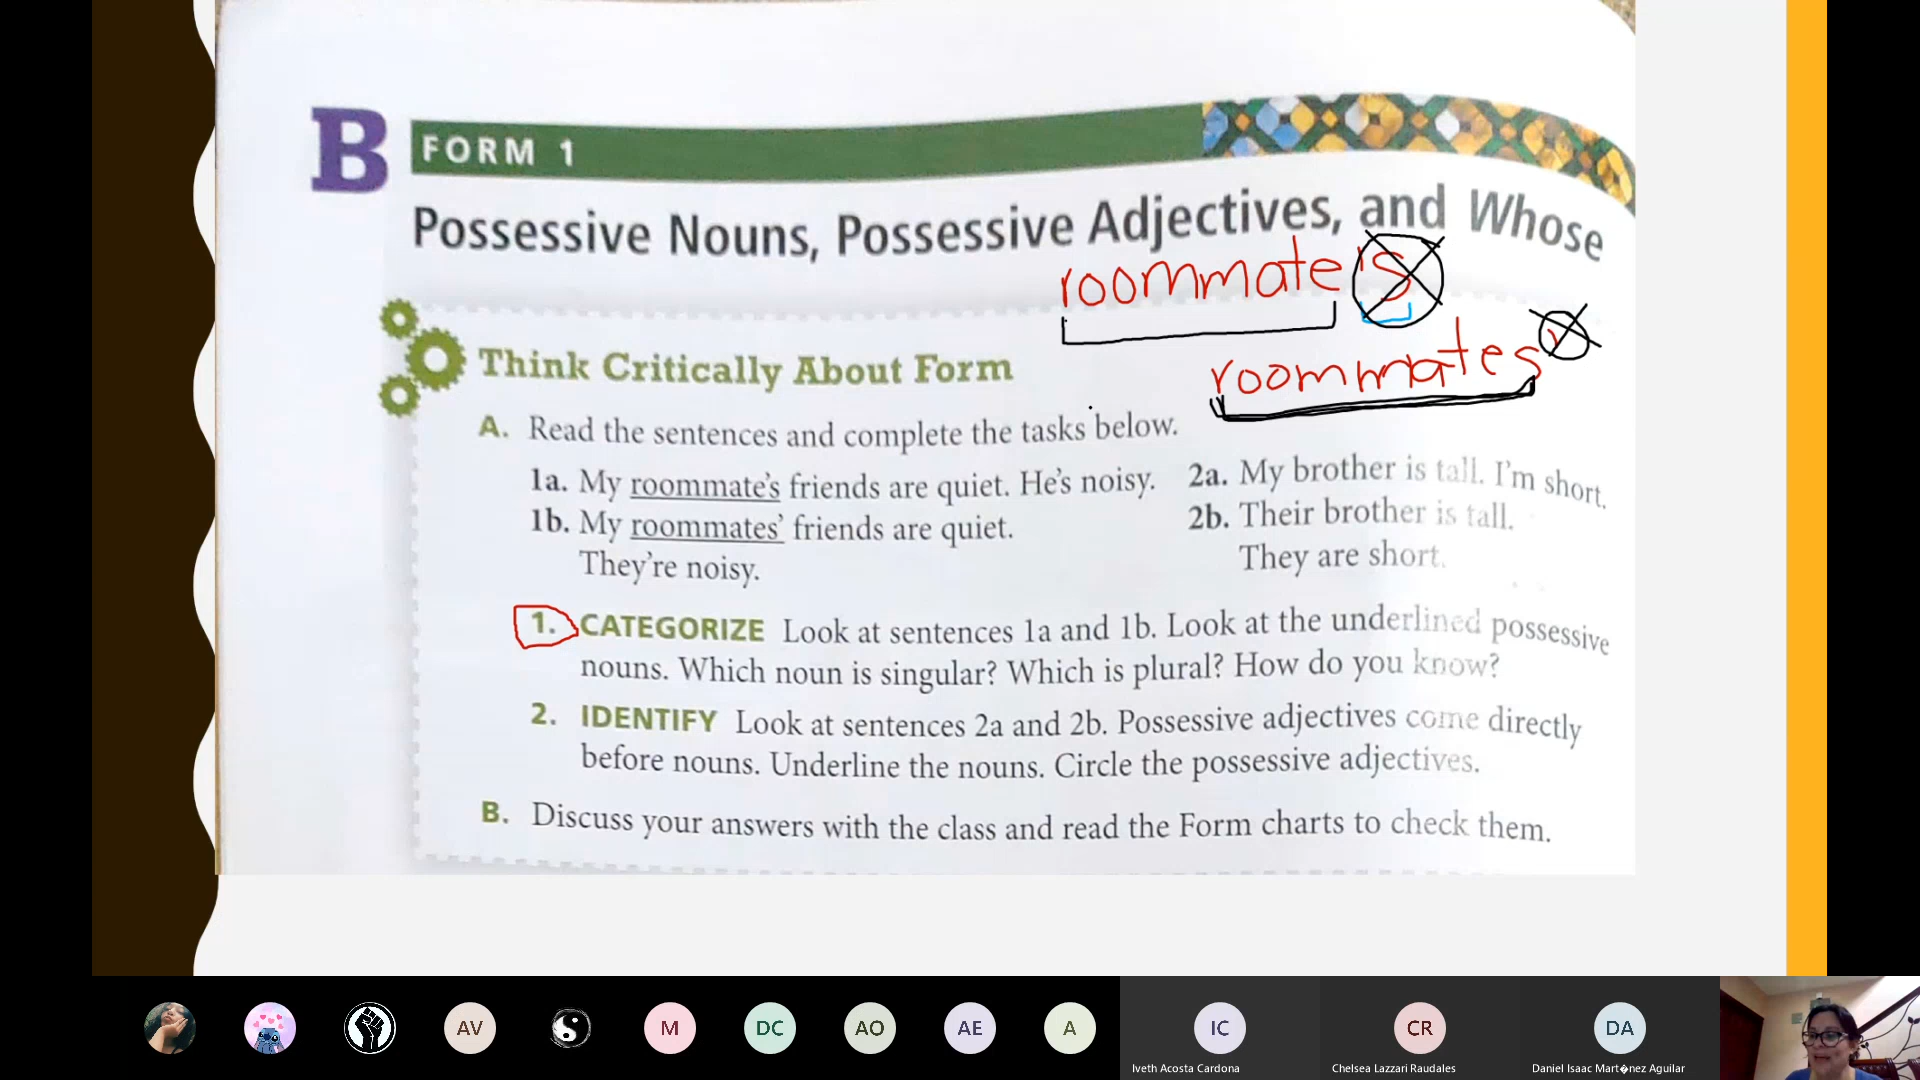 B FORM 1
Possessive Nouns, Possessive Adjectives, and Whose
roommate's
roommates'
Think Critically About Form
A. Read the sentences and complete the tasks below.
1a. My roommate's friends are quiet. He's noisy.
1b. My roommates' friends are quiet.
They're noisy.
2a. My brother is tall. I'm short.
2b. Their brother is tall.
They are short.
1. CATEGORIZE Look at sentences 1a and 1b. Look at the underlined possessive
nouns. Which noun is singular? Which is plural? How do you know?
2. IDENTIFY Look at sentences 2a and 2b. Possessive adjectives come directly
before nouns. Underline the nouns. Circle the possessive adjectives.
B. Discuss your answers with the class and read the Form charts to check them.
AV
M
DC
AO
AE
A
IC
CR
DA
Iveth Acosta Cardona
Chelsea Lazzari Raudales
Daniel Isaac Mart�nez Aguilar